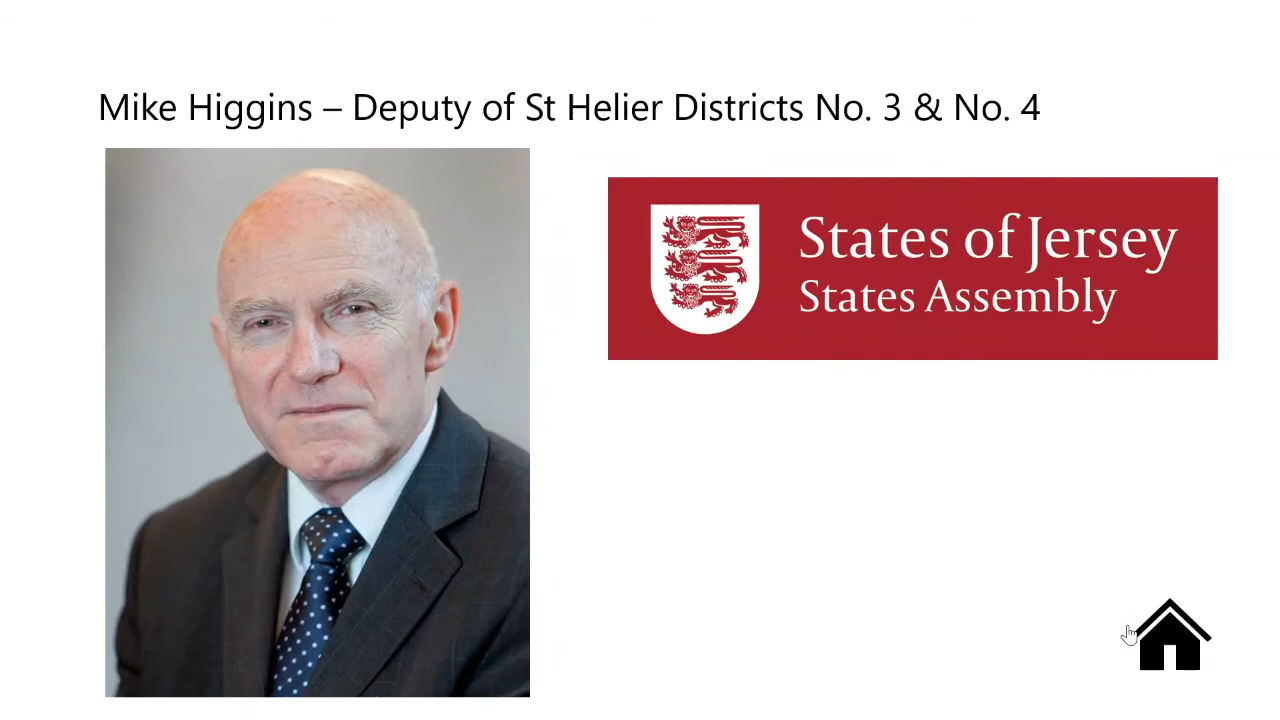 Mike Higgins – Deputy of St Helier Districts No. 3 & No. 4
States of Jersey
States Assembly